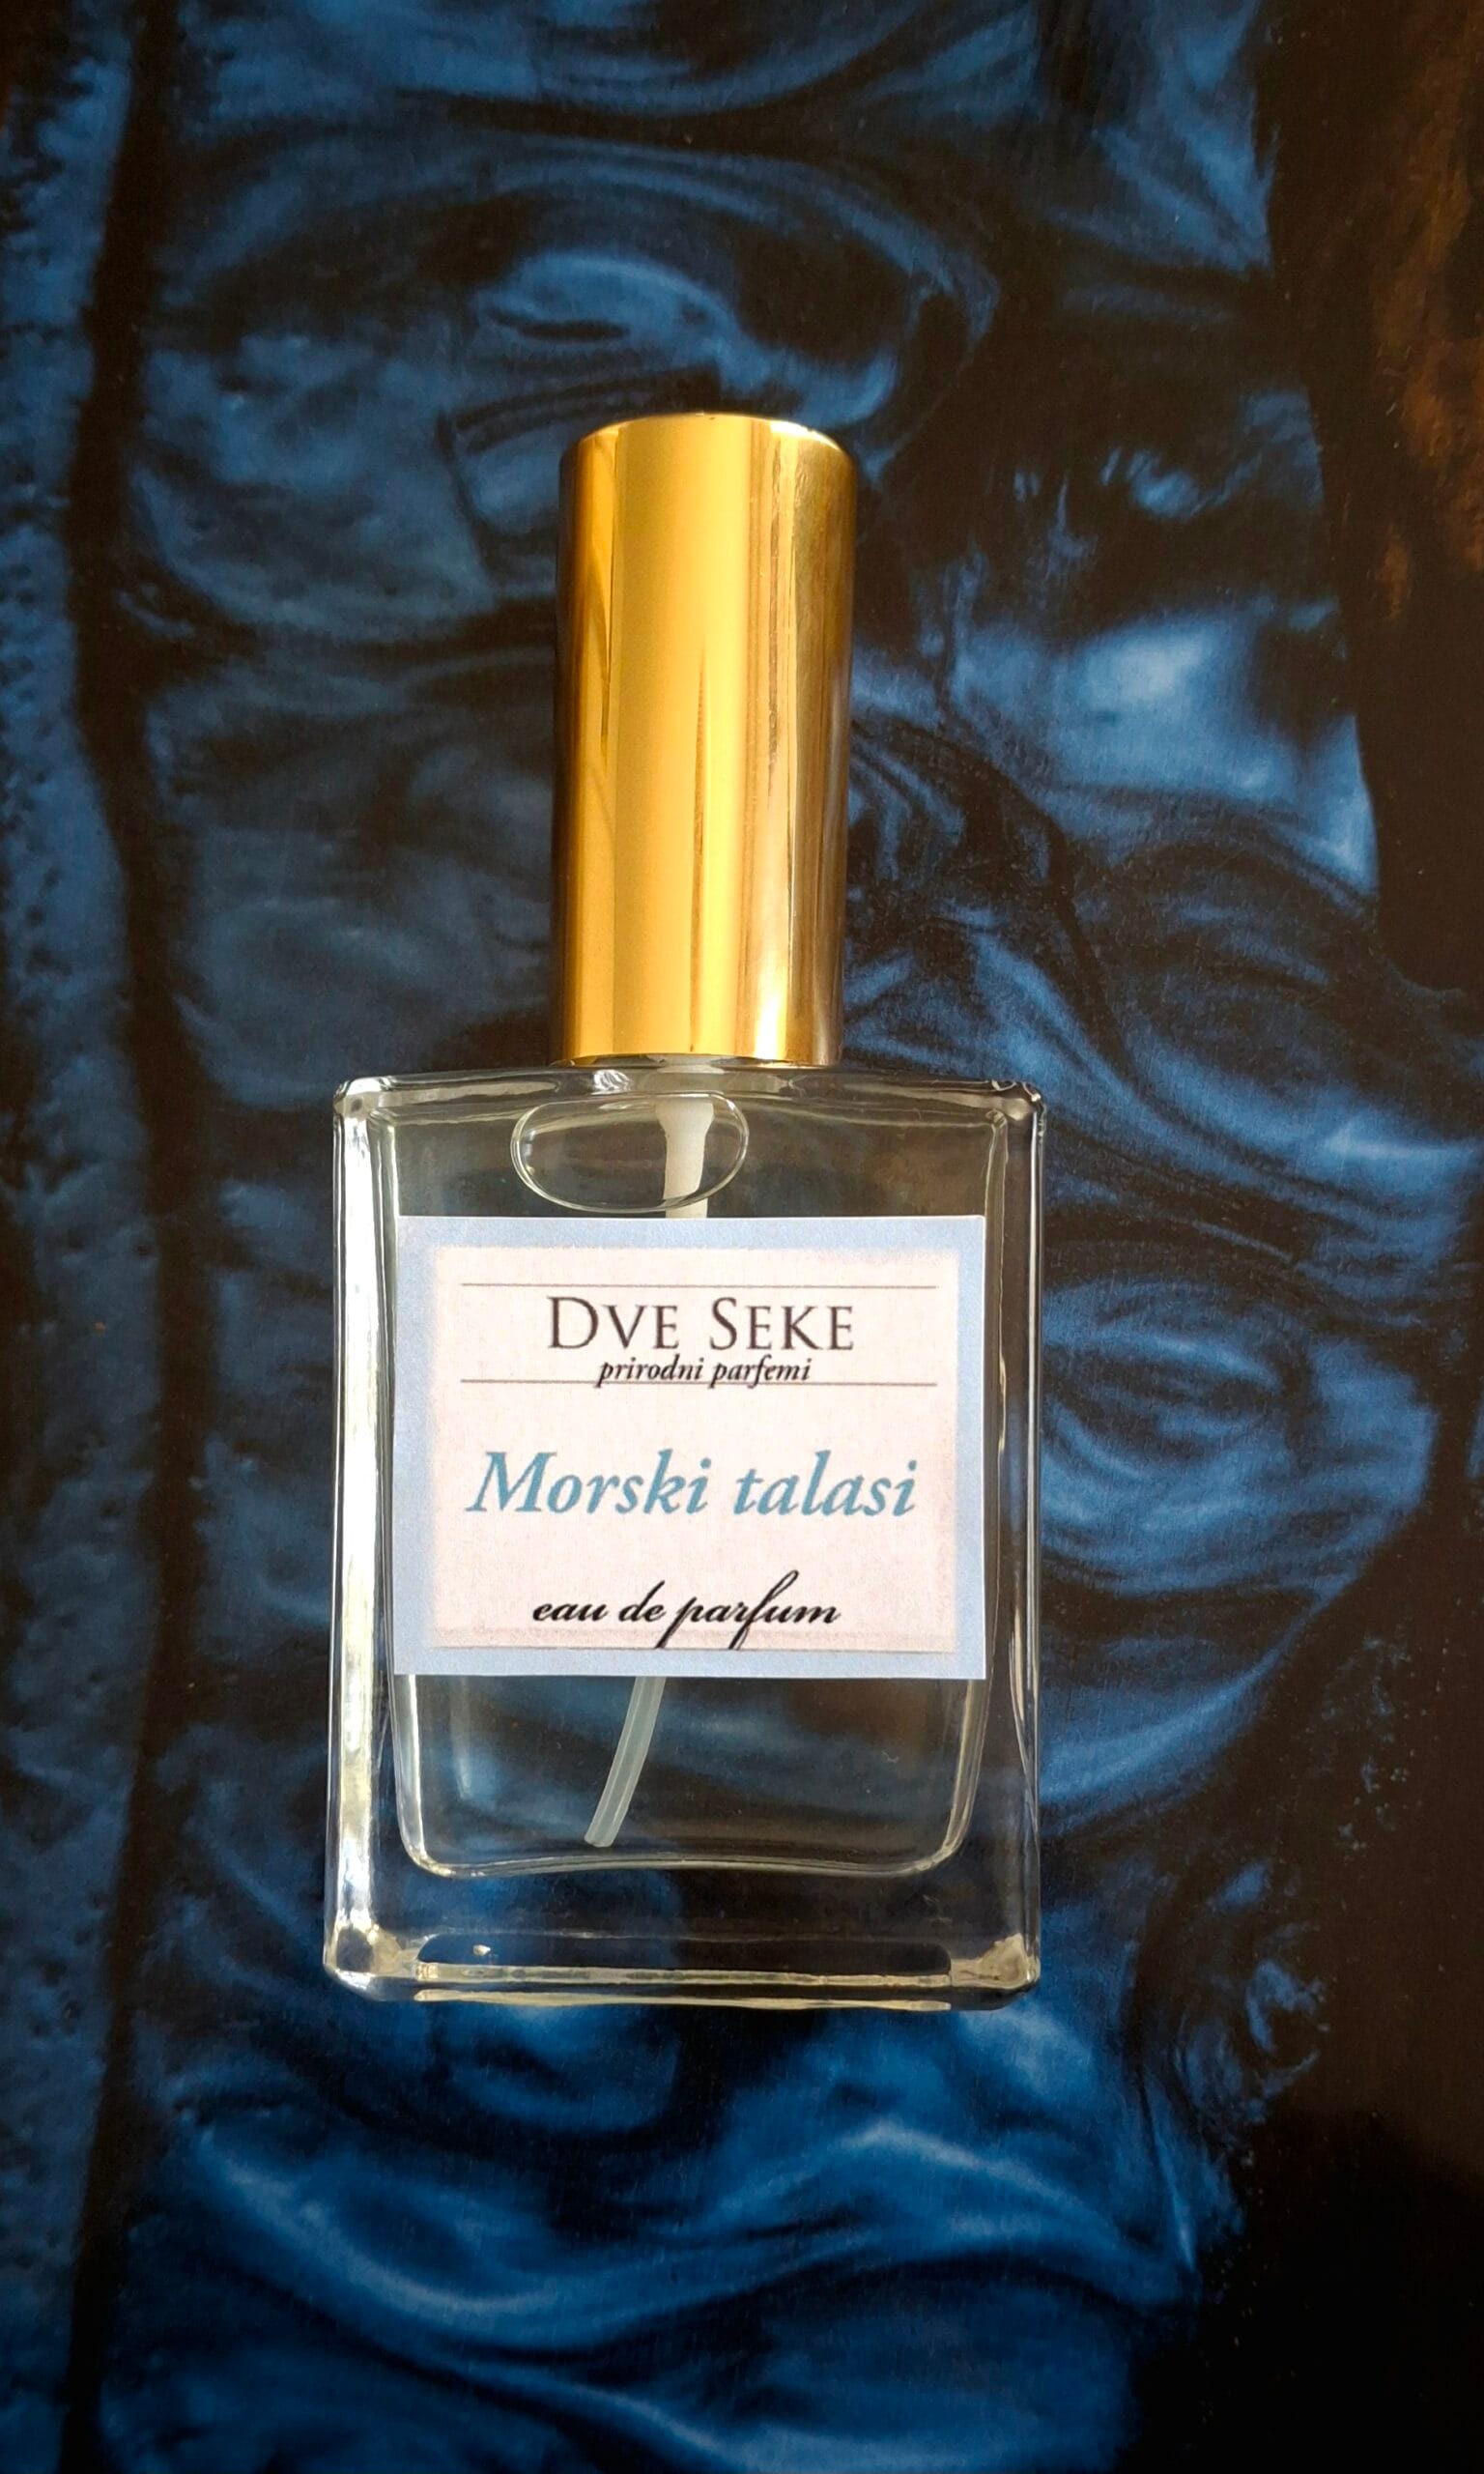 DVE SEKE
prirodni parfemi
Morski talasi
eau de parfum